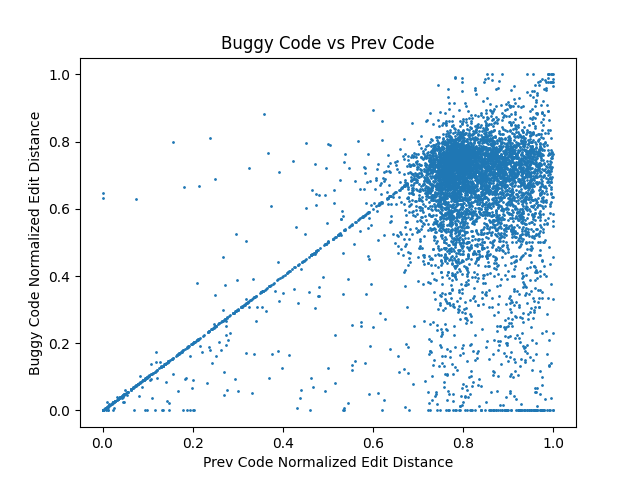 Buggy Code vs Prev Code
1.0
0.8
0.6
0.4
0.2
0.0
Buggy Code Normalized Edit Distance
0.0 0.2 0.4 0.6 0.8 1.0
Prev Code Normalized Edit Distance